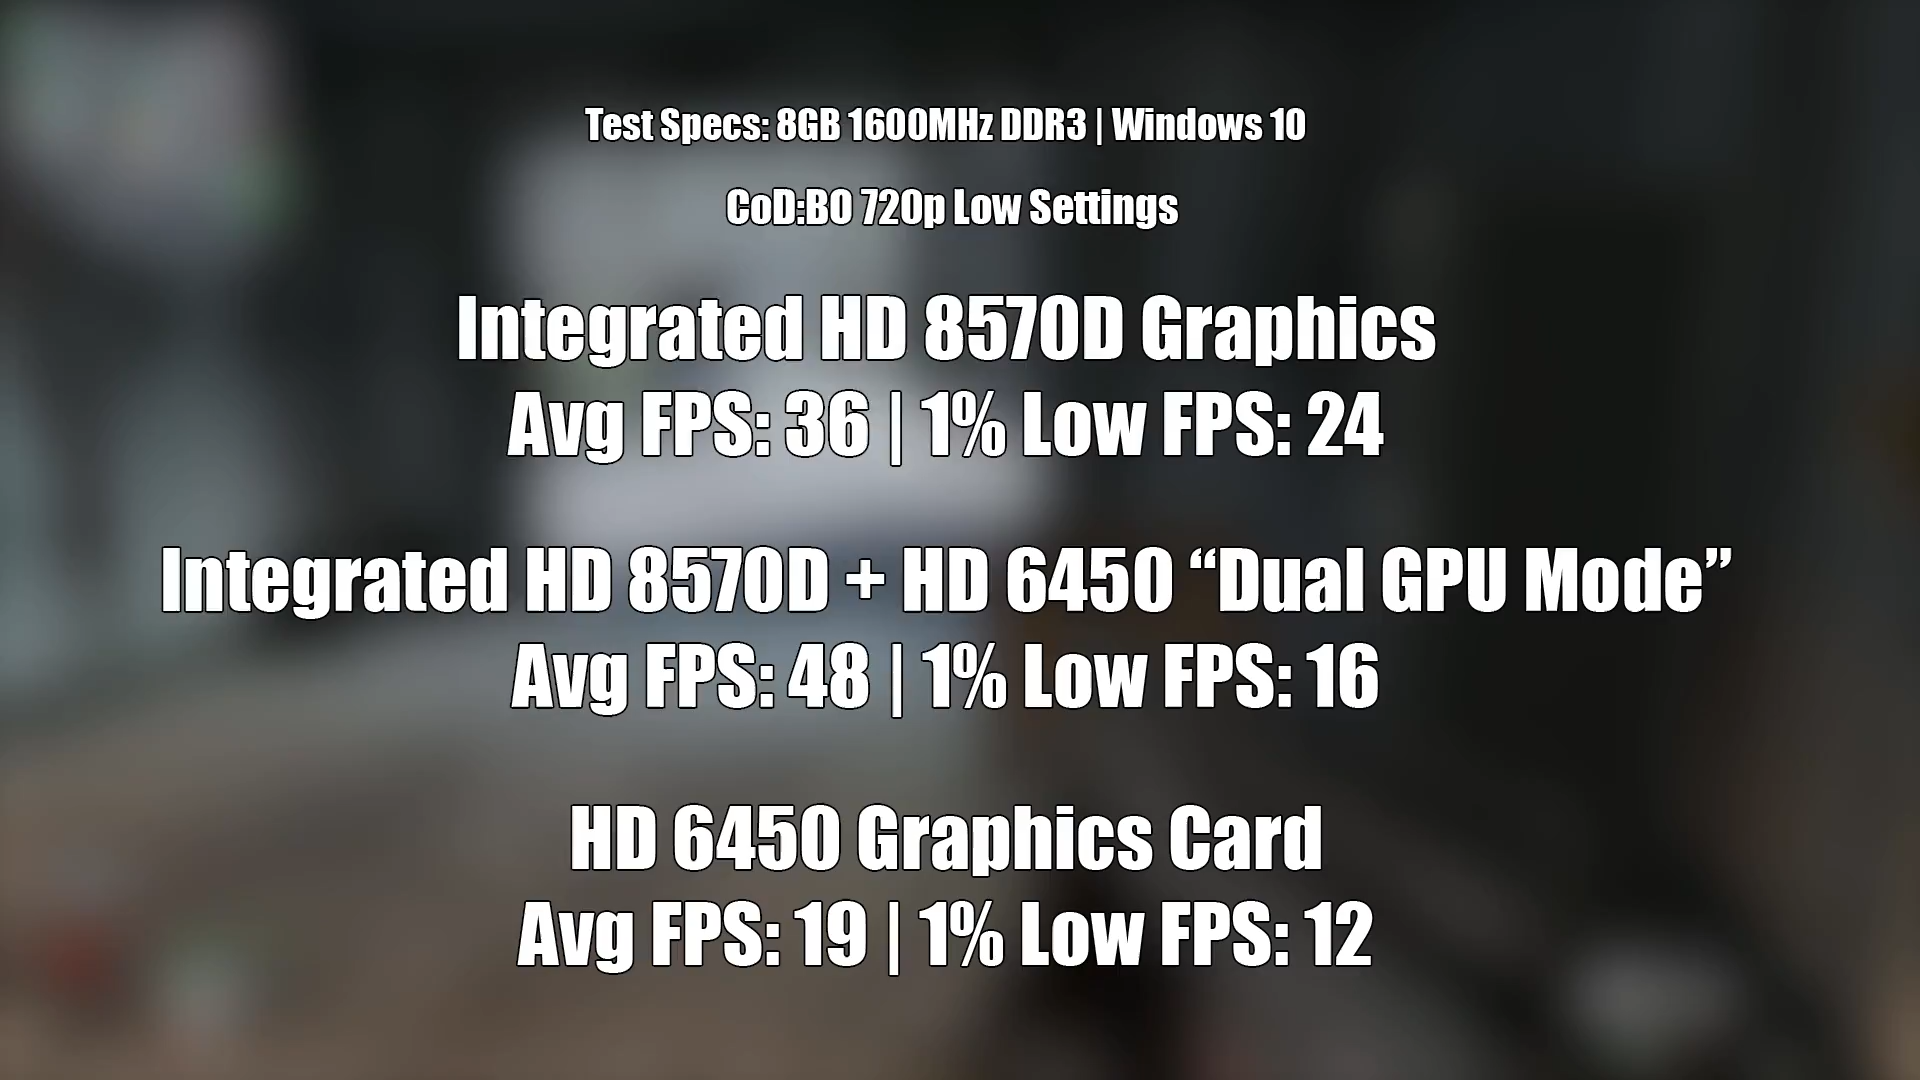 Test Specs: 8GB 1600MHz DDR3 | Windows 10
CoD:BO 720p Low Settings
Integrated HD 8570D Graphics
Avg FPS: 36 | 1% Low FPS: 24
Integrated HD 8570D + HD 6450 “Dual GPU Mode”
Avg FPS: 48 | 1% Low FPS: 16
HD 6450 Graphics Card
Avg FPS: 19 | 1% Low FPS: 12